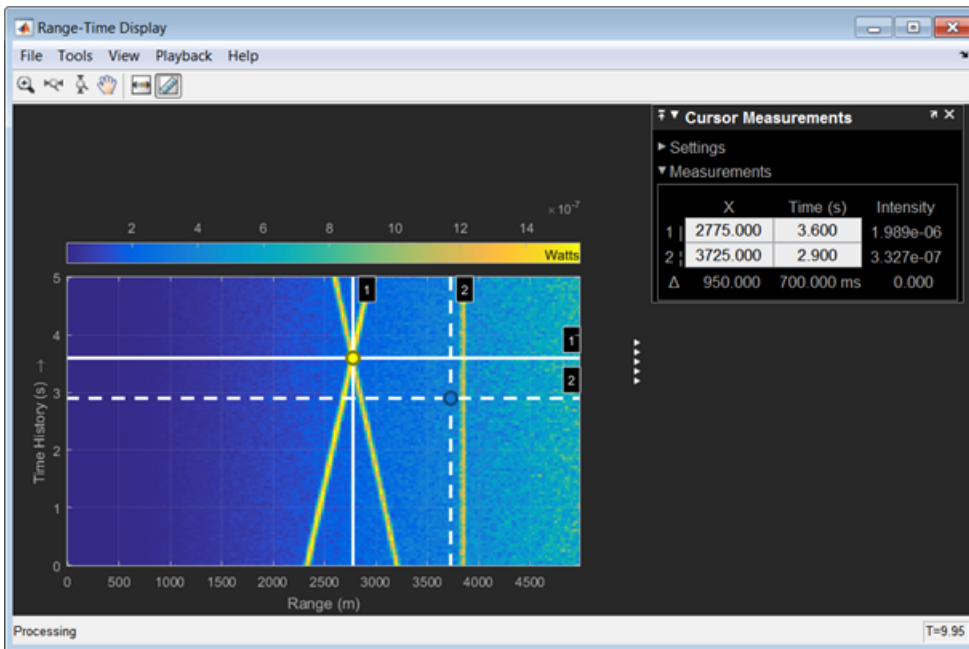 Range-Time Display
File Tools View Playback Help
Cursor Measurements
Settings
Measurements
X Time (s) Intensity
1 | 2775.000 3.600 1.989e-06
2 ¦ 3725.000 2.900 3.327e-07
Δ 950.000 700.000 ms 0.000
× 10⁻⁷
2 4 6 8 10 12 14
Watts
5
4
3
2
1
0
Time History (s) →
1
2
1
2
0 500 1000 1500 2000 2500 3000 3500 4000 4500
Range (m)
Processing
T=9.95